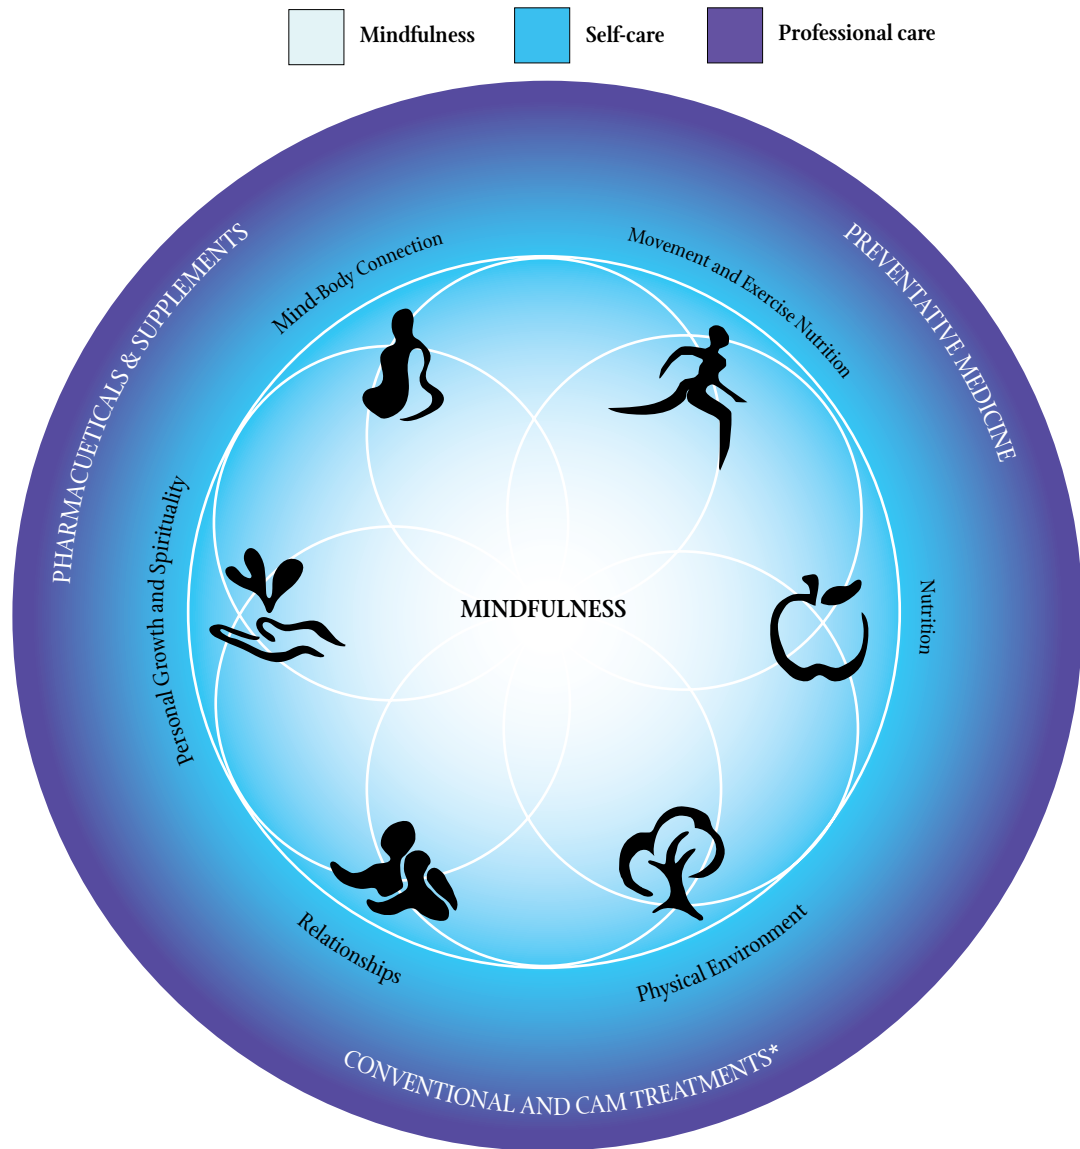 Mindfulness
Self-care
Professional care
PHARMACUETICALS & SUPPLEMENTS
PREVENTATIVE MEDICINE
Mind-Body Connection
Movement and Exercise Nutrition
Personal Growth and Spirituality
MINDFULNESS
Nutrition
Relationships
Physical Environment
CONVENTIONAL AND CAM TREATMENTS*